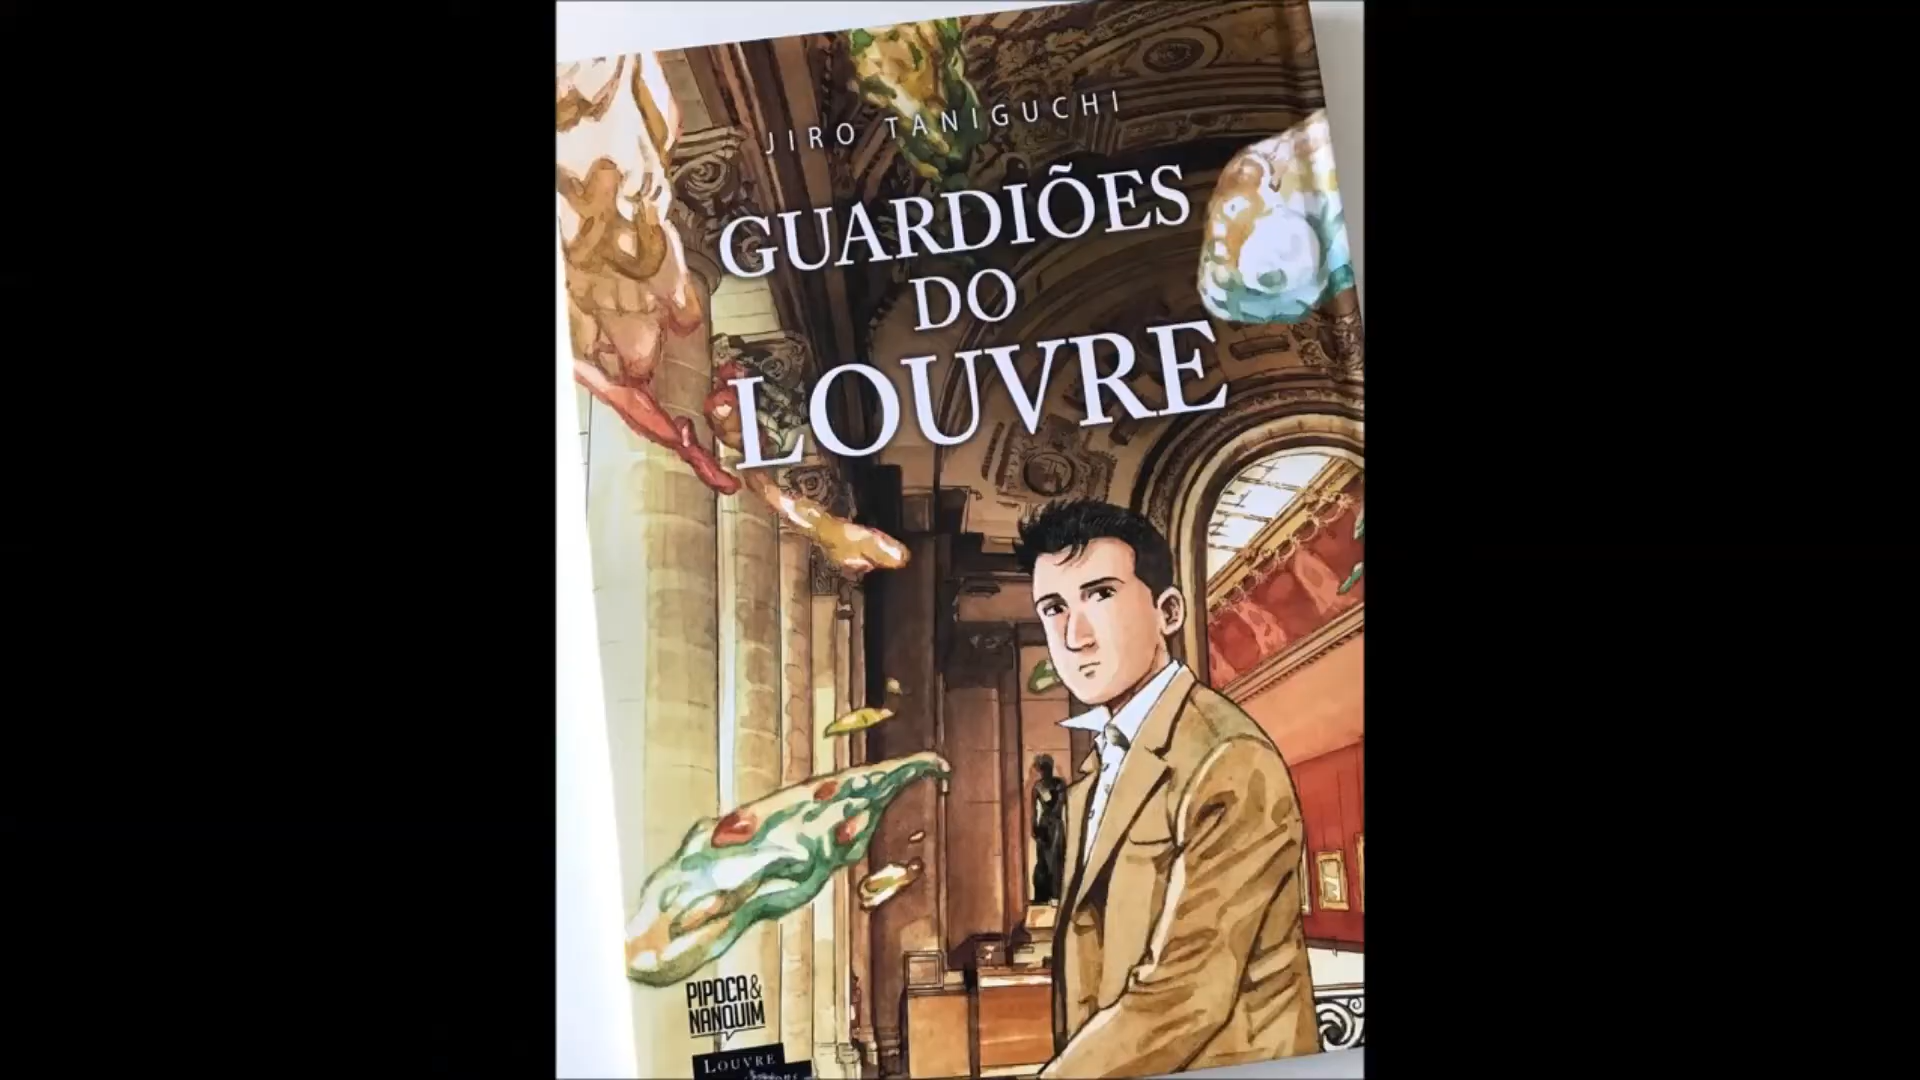 JIRO TANIGUCHI
GUARDIÕES
DO
LOUVRE
PIPOCA &
NANQUIM
LOUVRE